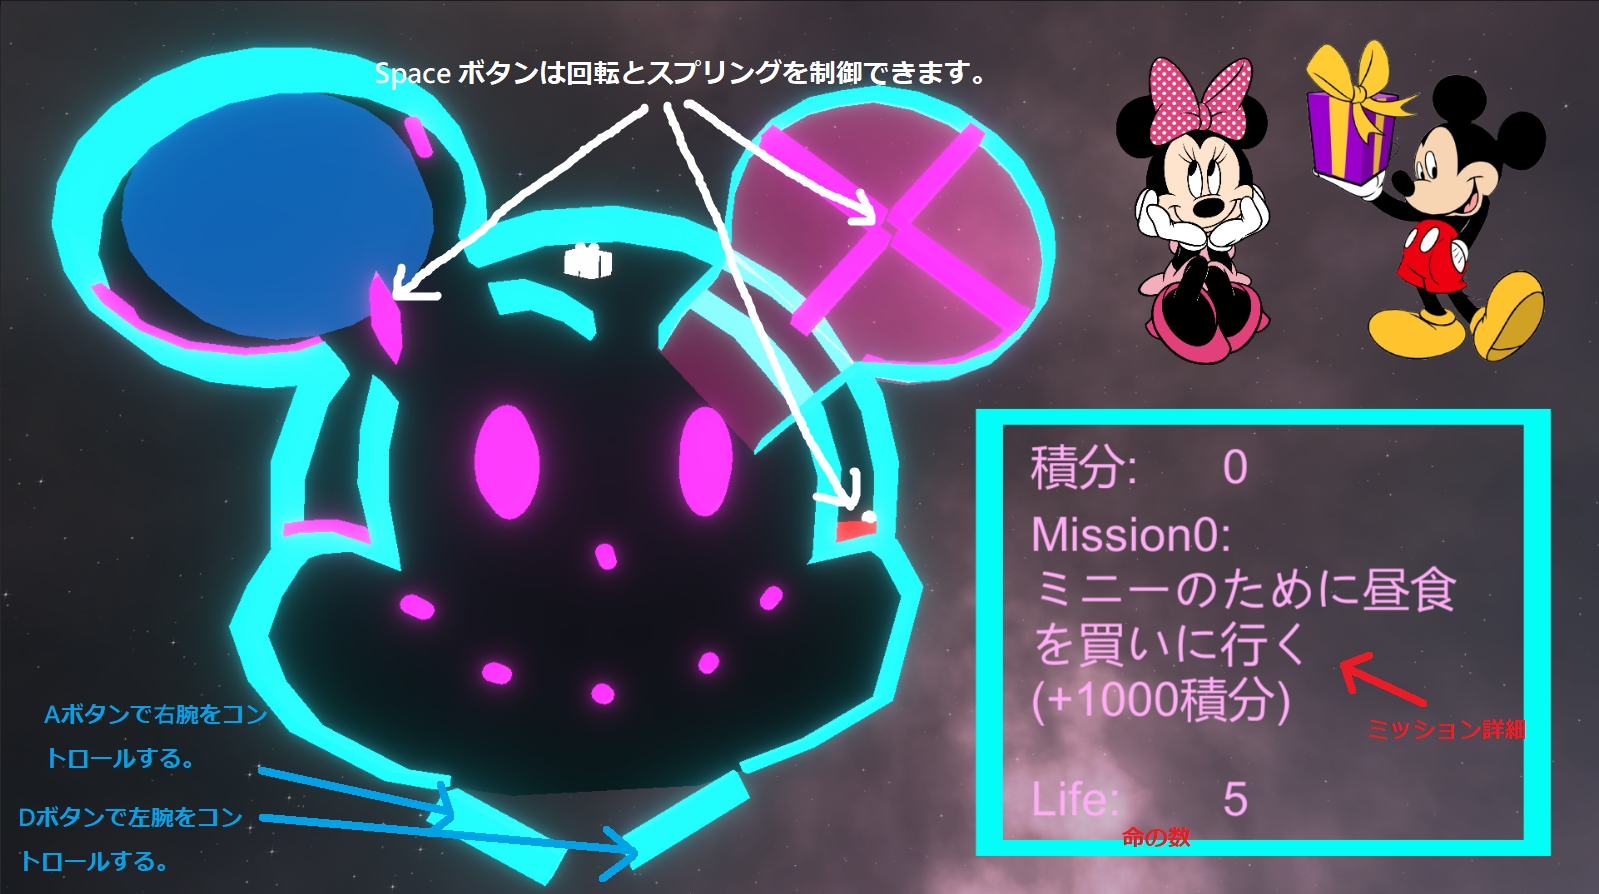 Space ボタンは回転とスプリングを制御できます。
積分: 0
Mission0:
ミニーのために昼食
を買いに行く
(+1000積分)
ミッション詳細
Life: 5
命の数
Aボタンで右腕をコン
トロールする。
Dボタンで左腕をコン
トロールする。